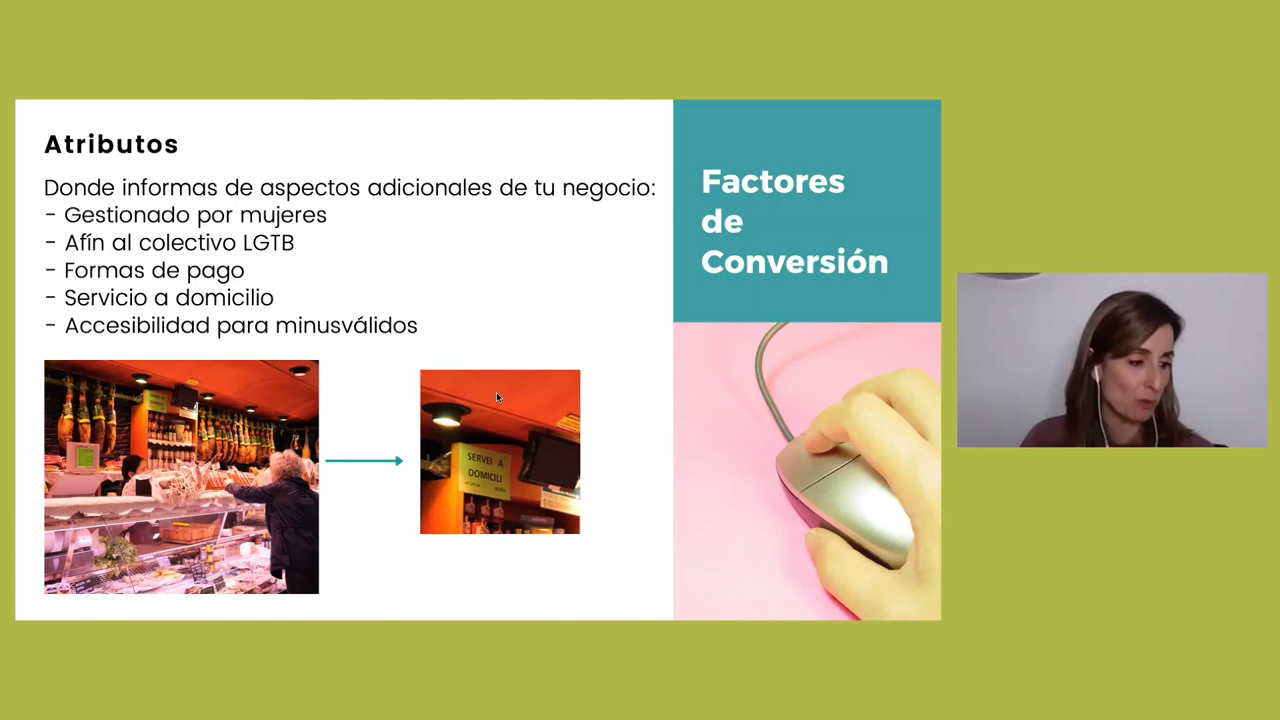 Atributos
Donde informas de aspectos adicionales de tu negocio:
- Gestionado por mujeres
- Afín al colectivo LGTB
- Formas de pago
- Servicio a domicilio
- Accesibilidad para minusválidos
SERVEI A
DOMICILI
Factores
de
Conversión